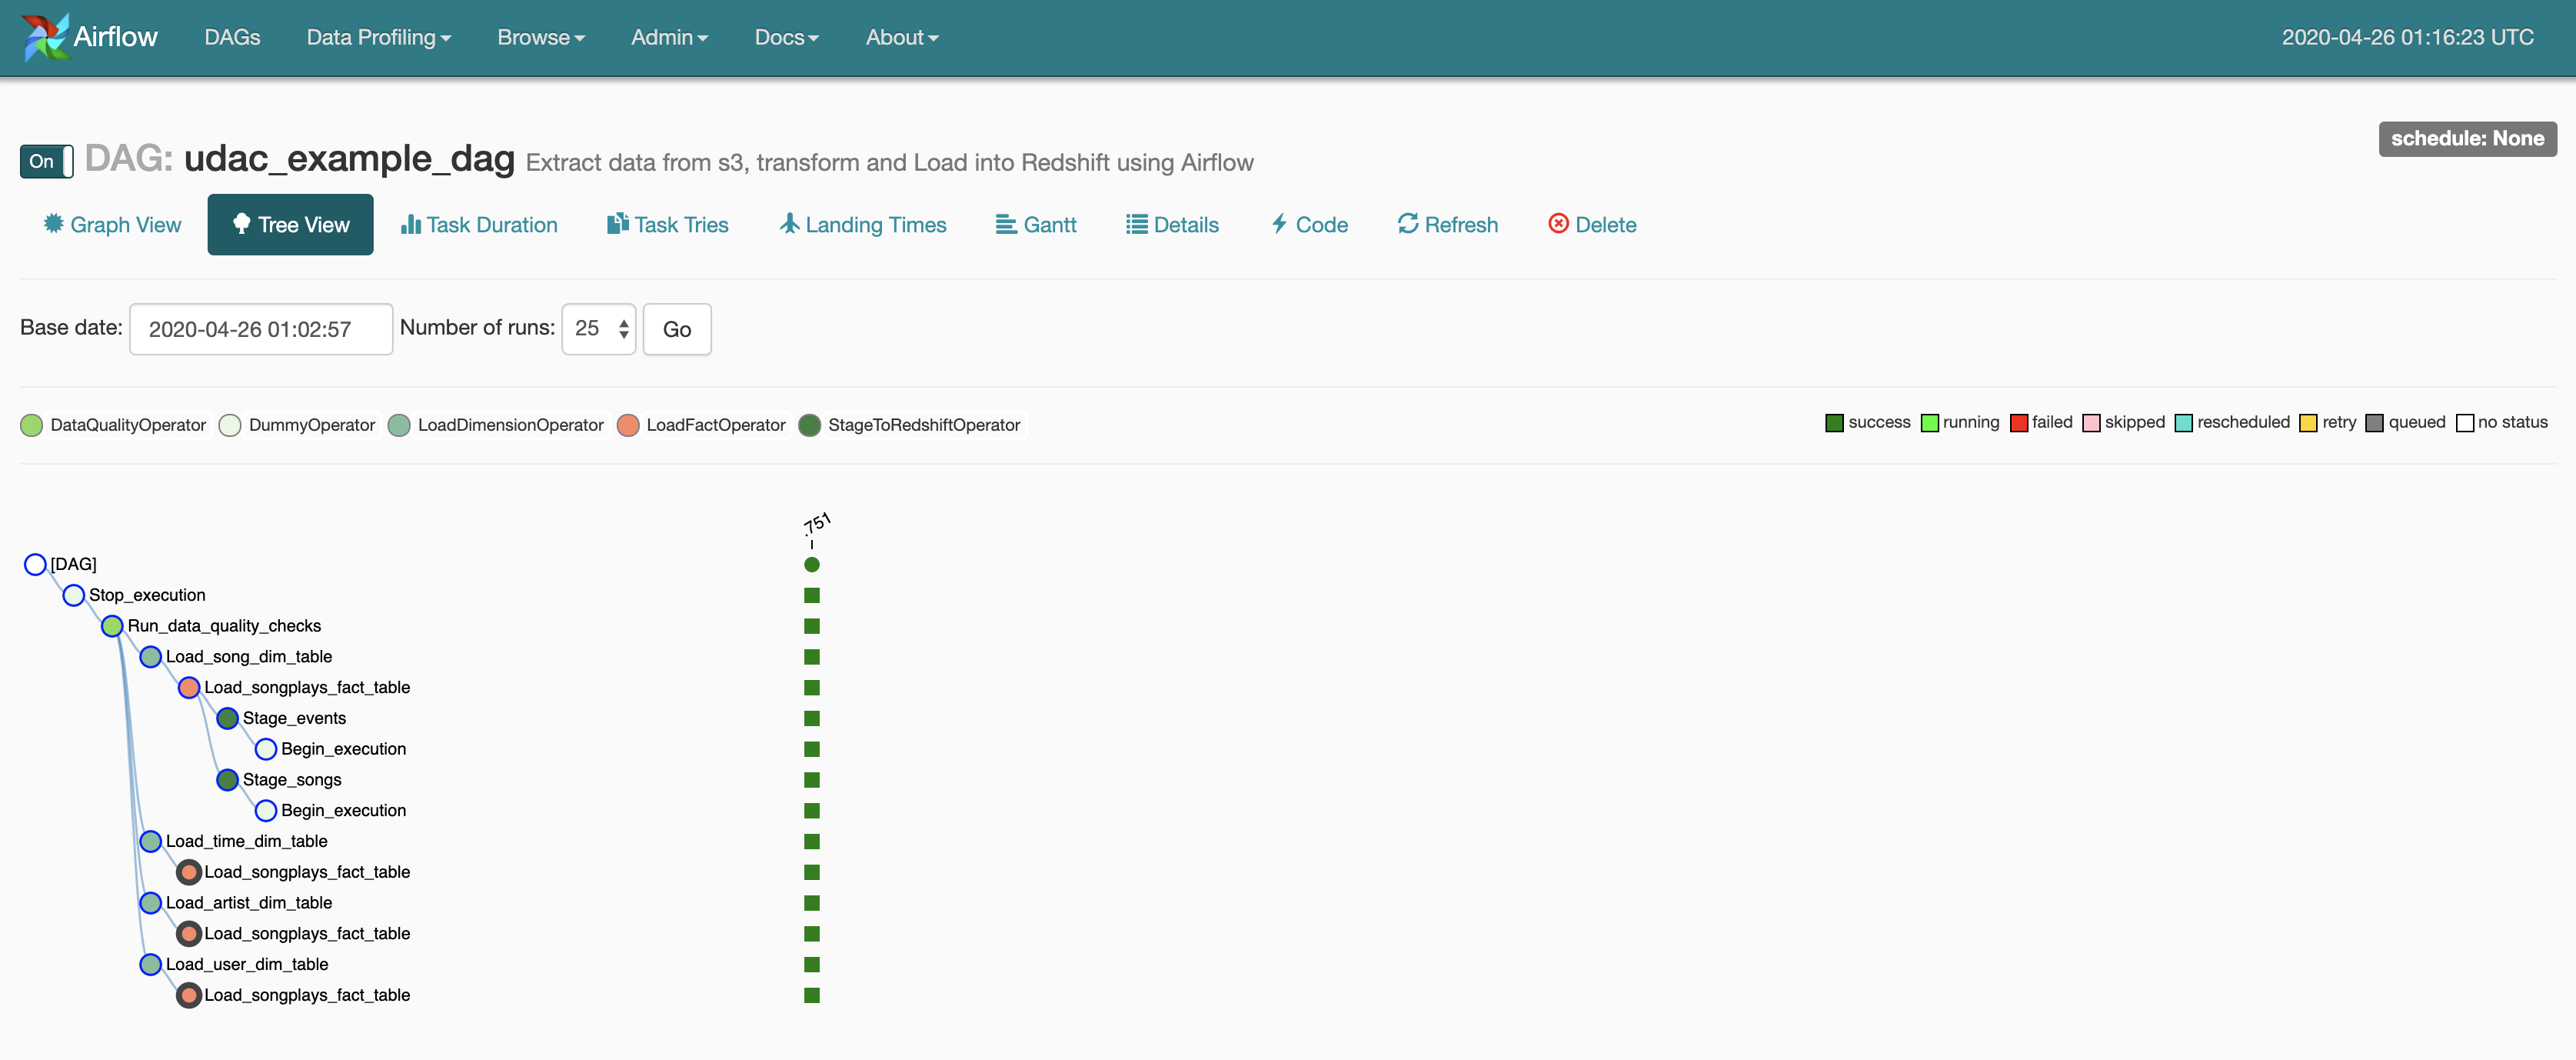 Airflow DAGs Data Profiling Browse Admin Docs About 2020-04-26 01:16:23 UTC
schedule: None
On DAG: udac_example_dag Extract data from s3, transform and Load into Redshift using Airflow
Graph View Tree View Task Duration Task Tries Landing Times Gantt Details Code Refresh Delete
Base date: 2020-04-26 01:02:57 Number of runs: 25 Go
DataQualityOperator DummyOperator LoadDimensionOperator LoadFactOperator StageToRedshiftOperator success running failed skipped rescheduled retry queued no status
.751
[DAG]
Stop_execution
Run_data_quality_checks
Load_song_dim_table
Load_songplays_fact_table
Stage_events
Begin_execution
Stage_songs
Begin_execution
Load_time_dim_table
Load_songplays_fact_table
Load_artist_dim_table
Load_songplays_fact_table
Load_user_dim_table
Load_songplays_fact_table